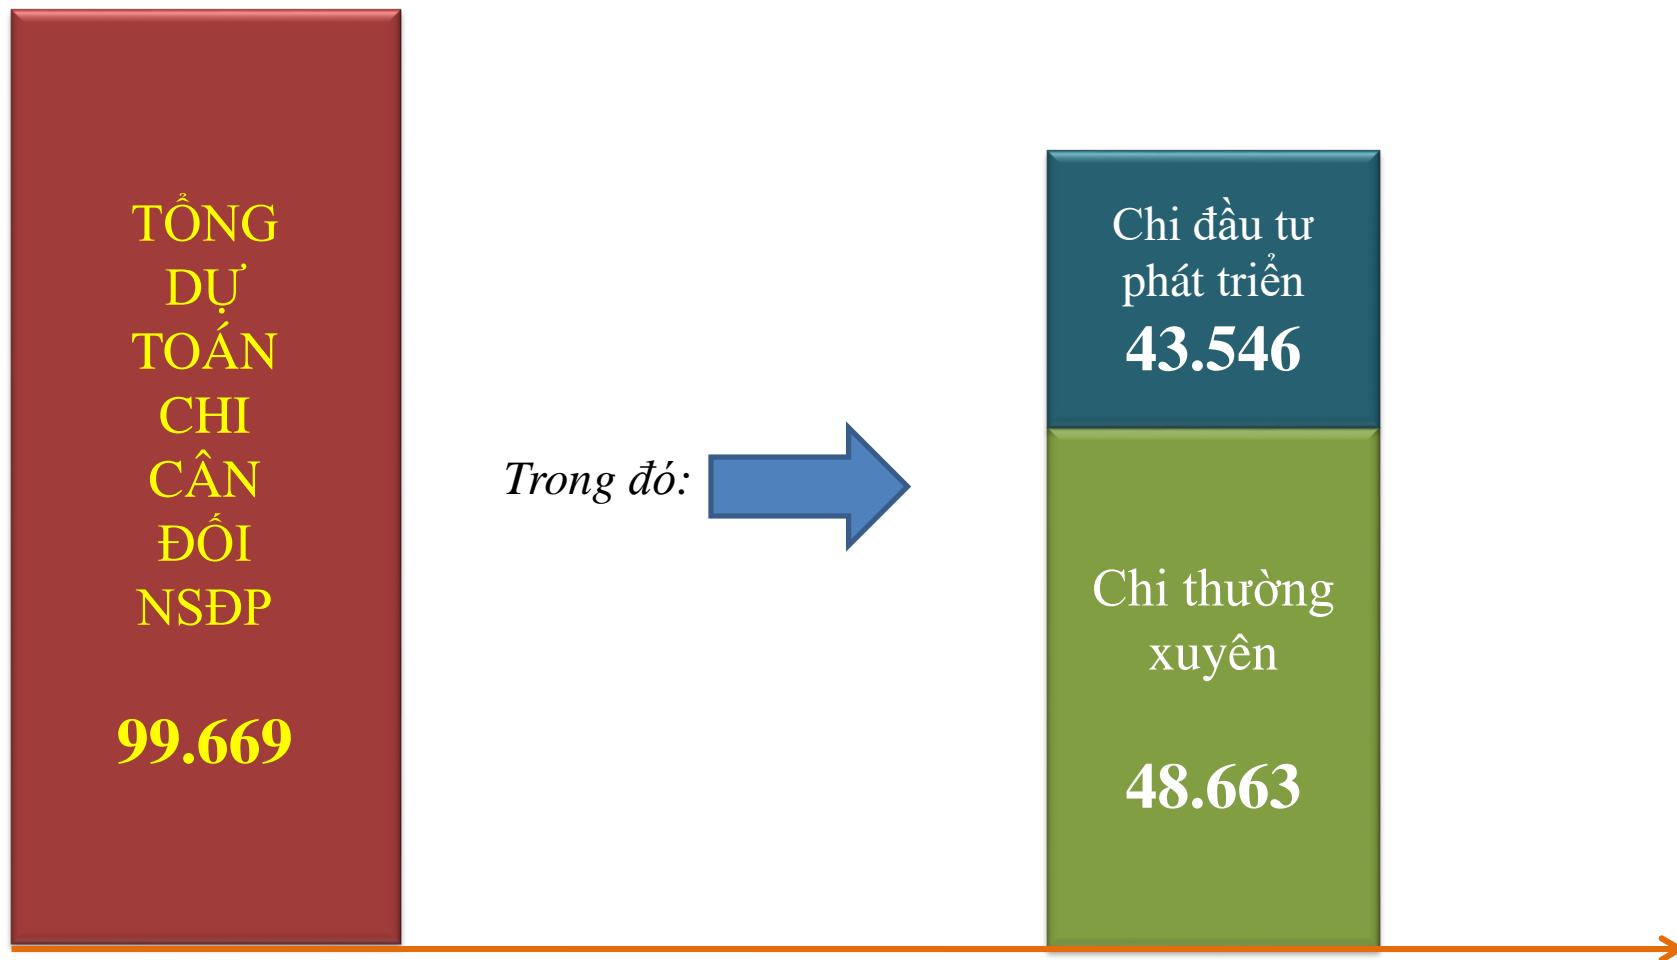 TỔNG
DỰ
TOÁN
CHI
CÂN
ĐỐI
NSĐP
99.669
Trong đó:
Chi đầu tư
phát triển
43.546
Chi thường
xuyên
48.663